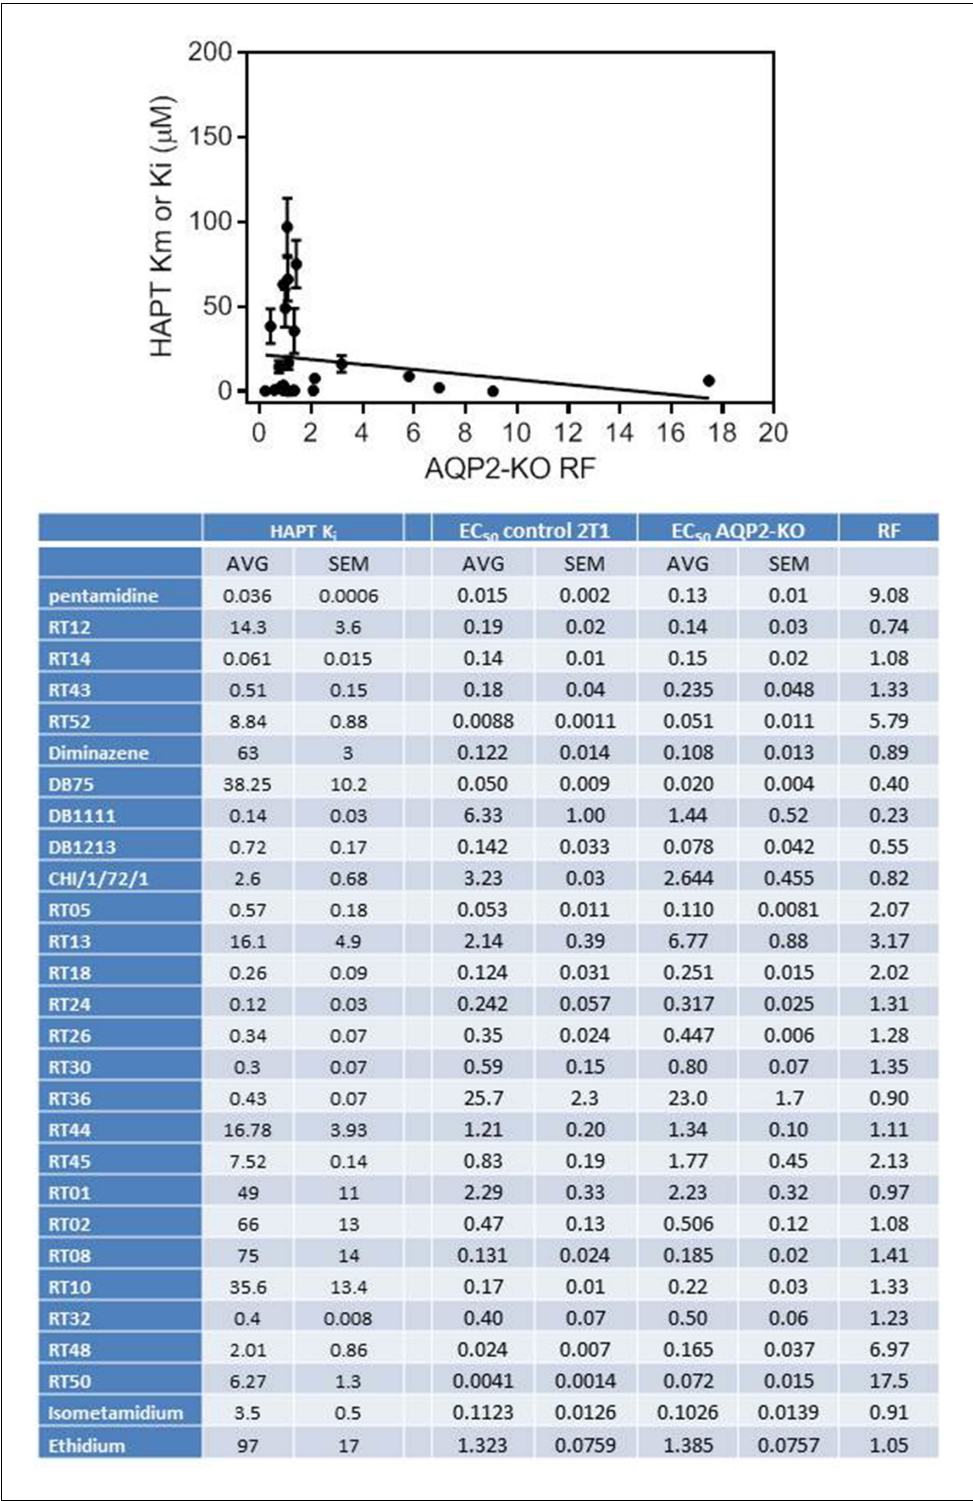 200
150
100
50
0
HAPT Km or Ki (µM)
0 2 4 6 8 10 12 14 16 18 20
AQP2-KO RF
HAPT Ki EC50 control 2T1 EC50 AQP2-KO RF
AVG SEM AVG SEM AVG SEM
pentamidine 0.036 0.0006 0.015 0.002 0.13 0.01 9.08
RT12 14.3 3.6 0.19 0.02 0.14 0.03 0.74
RT14 0.061 0.015 0.14 0.01 0.15 0.02 1.08
RT43 0.51 0.15 0.18 0.04 0.235 0.048 1.33
RT52 8.84 0.88 0.0088 0.0011 0.051 0.011 5.79
Diminazene 63 3 0.122 0.014 0.108 0.013 0.89
DB75 38.25 10.2 0.050 0.009 0.020 0.004 0.40
DB1111 0.14 0.03 6.33 1.00 1.44 0.52 0.23
DB1213 0.72 0.17 0.142 0.033 0.078 0.042 0.55
CHI/1/72/1 2.6 0.68 3.23 0.03 2.644 0.455 0.82
RT05 0.57 0.18 0.053 0.011 0.110 0.0081 2.07
RT13 16.1 4.9 2.14 0.39 6.77 0.88 3.17
RT18 0.26 0.09 0.124 0.031 0.251 0.015 2.02
RT24 0.12 0.03 0.242 0.057 0.317 0.025 1.31
RT26 0.34 0.07 0.35 0.024 0.447 0.006 1.28
RT30 0.3 0.07 0.59 0.15 0.80 0.07 1.35
RT36 0.43 0.07 25.7 2.3 23.0 1.7 0.90
RT44 16.78 3.93 1.21 0.20 1.34 0.10 1.11
RT45 7.52 0.14 0.83 0.19 1.77 0.45 2.13
RT01 49 11 2.29 0.33 2.23 0.32 0.97
RT02 66 13 0.47 0.13 0.506 0.12 1.08
RT08 75 14 0.131 0.024 0.185 0.02 1.41
RT10 35.6 13.4 0.17 0.01 0.22 0.03 1.33
RT32 0.4 0.008 0.40 0.07 0.50 0.06 1.23
RT48 2.01 0.86 0.024 0.007 0.165 0.037 6.97
RT50 6.27 1.3 0.0041 0.0014 0.072 0.015 17.5
Isometamidium 3.5 0.5 0.1123 0.0126 0.1026 0.0139 0.91
Ethidium 97 17 1.323 0.0759 1.385 0.0757 1.05